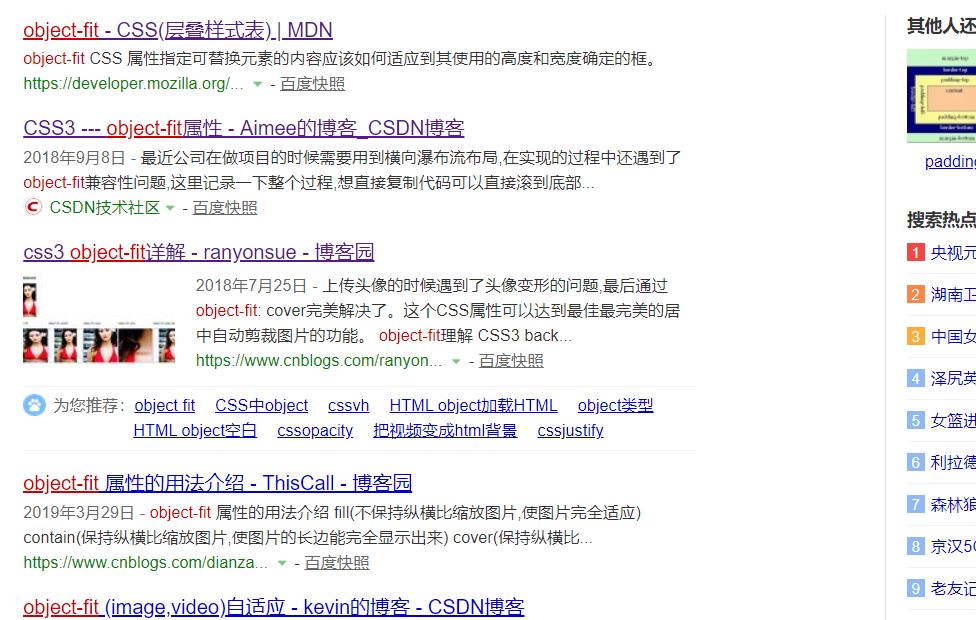 object-fit - CSS(层叠样式表) | MDN
object-fit CSS 属性指定可替换元素的内容应该如何适应到其使用的高度和宽度确定的框。
https://developer.mozilla.org/... - 百度快照
CSS3 --- object-fit属性 - Aimee的博客_CSDN博客
2018年9月8日 - 最近公司在做项目的时候需要用到横向瀑布流布局,在实现的过程中还遇到了
object-fit兼容性问题,这里记录一下整个过程,想直接复制代码可以直接滚到底部...
CSDN技术社区 - 百度快照
css3 object-fit详解 - ranyonsue - 博客园
2018年7月25日 - 上传头像的时候遇到了头像变形的问题,最后通过
object-fit: cover完美解决了。这个CSS属性可以达到最佳最完美的居
中自动剪裁图片的功能。 object-fit理解 CSS3 back...
https://www.cnblogs.com/ranyon... - 百度快照
为您推荐: object fit CSS中object cssvh HTML object加载HTML object类型
HTML object空白 cssopacity 把视频变成html背景 cssjustify
object-fit 属性的用法介绍 - ThisCall - 博客园
2019年3月29日 - object-fit 属性的用法介绍 fill(不保持纵横比缩放图片,使图片完全适应)
contain(保持纵横比缩放图片,使图片的长边能完全显示出来) cover(保持纵横比...
https://www.cnblogs.com/dianza... - 百度快照
object-fit (image,video)自适应 - kevin的博客 - CSDN博客
其他人还
margin-top
border-top
padding-top
content
padding-bottom
border-bottom
margin-bottom
padding
搜索热点
1 央视元
2 湖南卫
3 中国女
4 泽尻英
5 女篮进
6 利拉德
7 森林狼
8 京汉5G
9 老友记